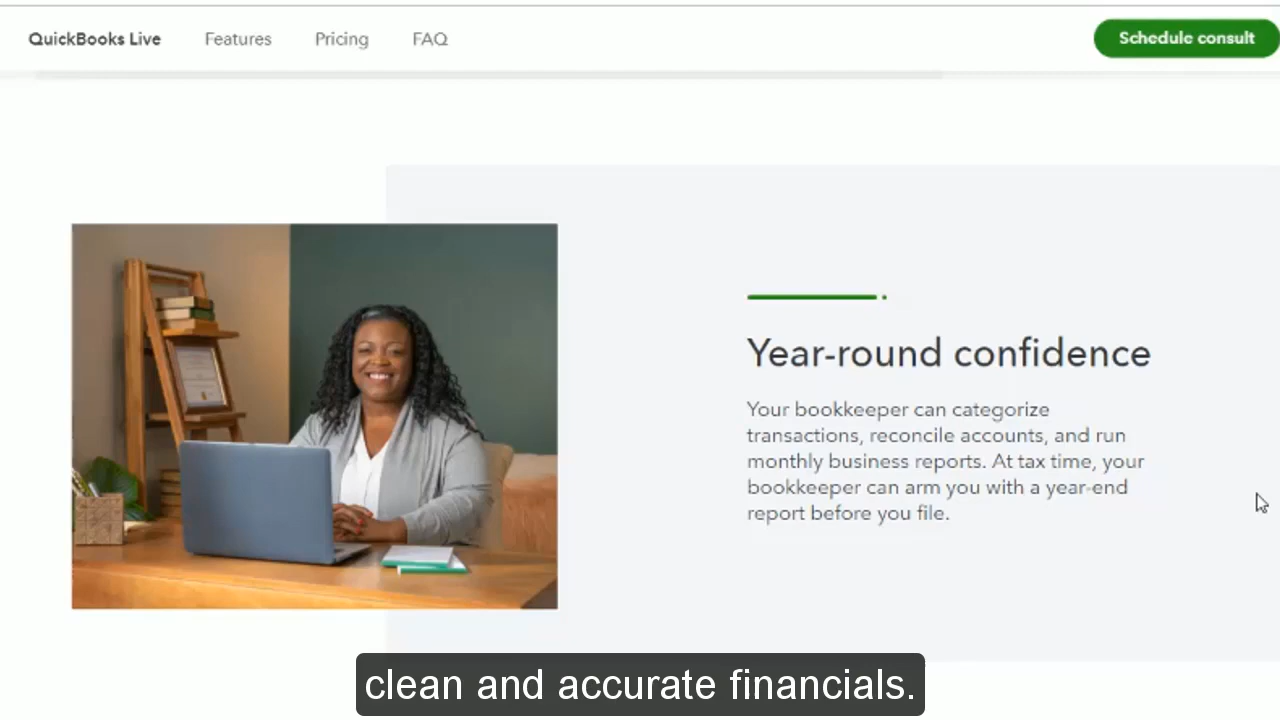 QuickBooks Live Features Pricing FAQ Schedule consult
Year-round confidence
Your bookkeeper can categorize
transactions, reconcile accounts, and run
monthly business reports. At tax time, your
bookkeeper can arm you with a year-end
report before you file.
clean and accurate financials.